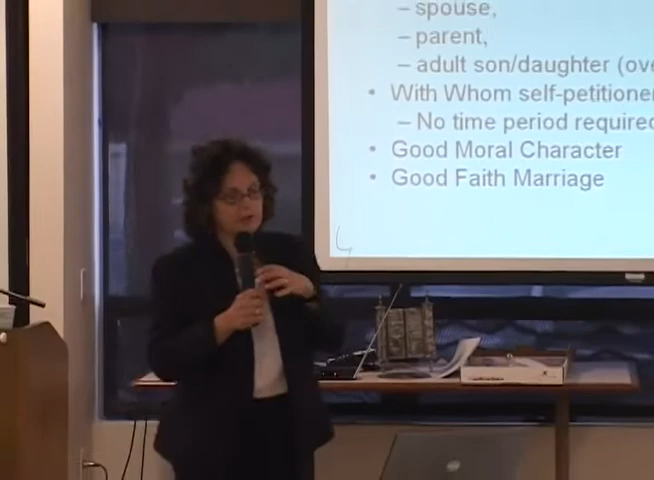 – spouse,
– parent,
– adult son/daughter (ove
• With Whom self-petitione
– No time period required
• Good Moral Character
• Good Faith Marriage